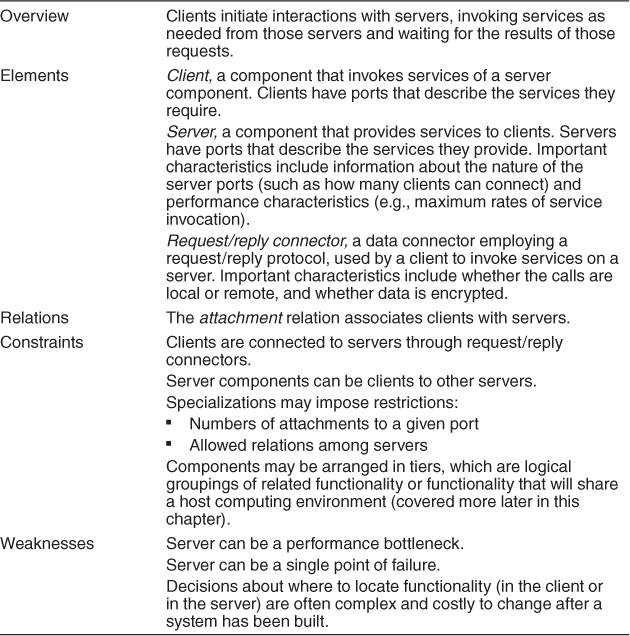 Overview
Clients initiate interactions with servers, invoking services as
needed from those servers and waiting for the results of those
requests.
Elements
Client, a component that invokes services of a server
component. Clients have ports that describe the services they
require.
Server, a component that provides services to clients. Servers
have ports that describe the services they provide. Important
characteristics include information about the nature of the
server ports (such as how many clients can connect) and
performance characteristics (e.g., maximum rates of service
invocation).
Request/reply connector, a data connector employing a
request/reply protocol, used by a client to invoke services on a
server. Important characteristics include whether the calls are
local or remote, and whether data is encrypted.
Relations
The attachment relation associates clients with servers.
Constraints
Clients are connected to servers through request/reply
connectors.
Server components can be clients to other servers.
Specializations may impose restrictions:
▪ Numbers of attachments to a given port
▪ Allowed relations among servers
Components may be arranged in tiers, which are logical
groupings of related functionality or functionality that will share
a host computing environment (covered more later in this
chapter).
Weaknesses
Server can be a performance bottleneck.
Server can be a single point of failure.
Decisions about where to locate functionality (in the client or
in the server) are often complex and costly to change after a
system has been built.